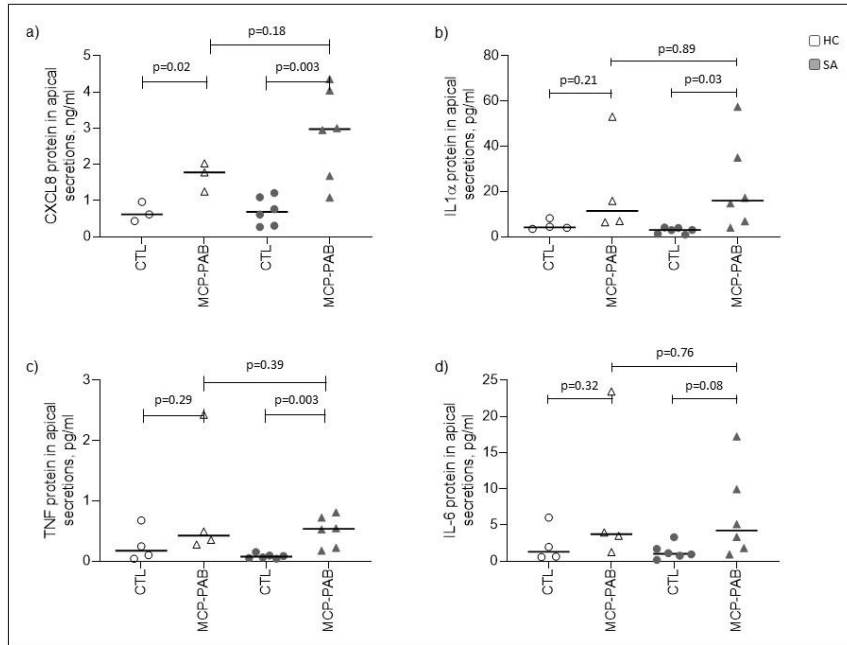 a)
p=0.18
p=0.02
p=0.003
CXCL8 protein in apical
secretions, ng/ml
5
4
3
2
1
0
CTL
MCP-PAB
CTL
MCP-PAB
b)
p=0.89
p=0.21
p=0.03
IL1α protein in apical
secretions, pg/ml
80
60
40
20
0
CTL
MCP-PAB
CTL
MCP-PAB
HC
SA
c)
p=0.39
p=0.29
p=0.003
TNF protein in apical
secretions, pg/ml
3
2
1
0
CTL
MCP-PAB
CTL
MCP-PAB
d)
p=0.76
p=0.32
p=0.08
IL-6 protein in apical
secretions, pg/ml
25
20
15
10
5
0
CTL
MCP-PAB
CTL
MCP-PAB